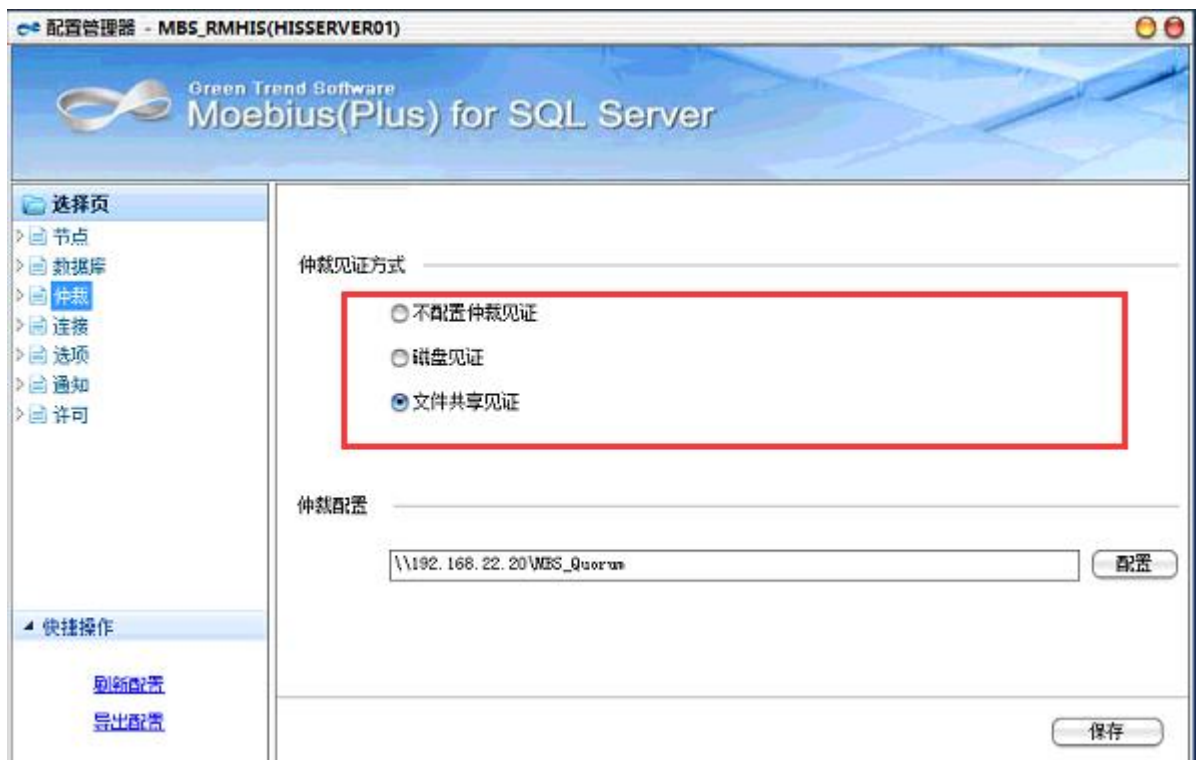 配置管理器 - MBS_RMHIS(HISSERVER01)
Green Trend Software
Moebius(Plus) for SQL Server
选择页
节点
数据库
仲裁
连接
选项
通知
许可
仲裁见证方式
不配置仲裁见证
磁盘见证
文件共享见证
仲裁配置
\\192.168.22.20\MBS_Quorum
配置
快捷操作
刷新配置
导出配置
保存